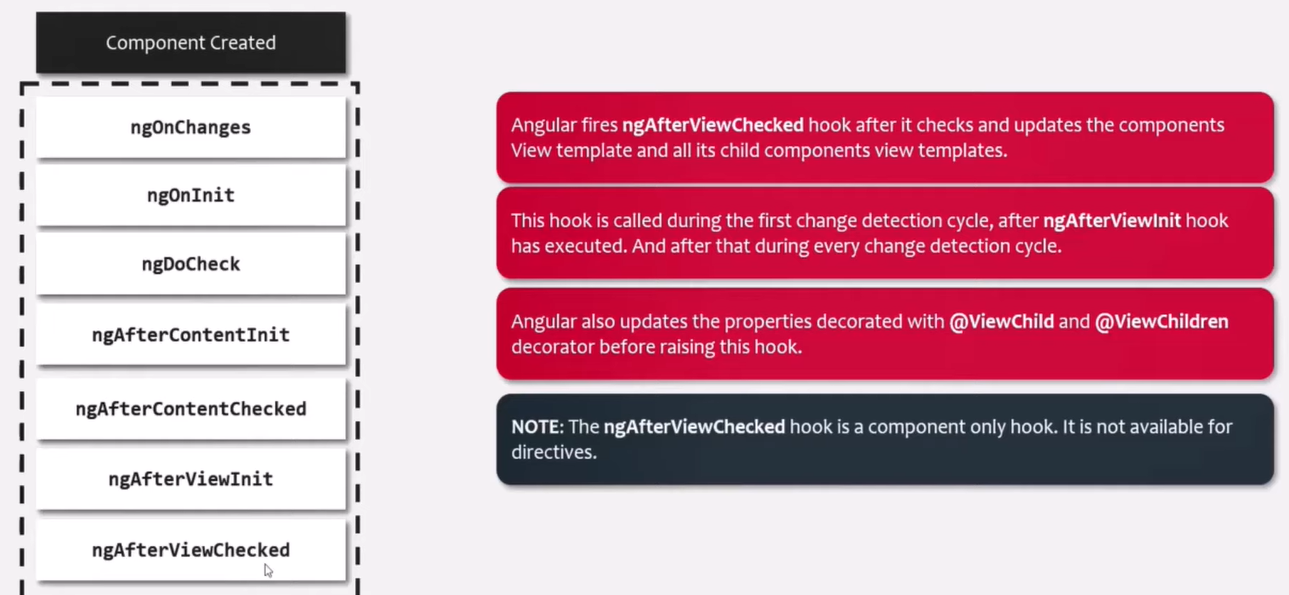 Component Created
ngOnChanges
ngOnInit
ngDoCheck
ngAfterContentInit
ngAfterContentChecked
ngAfterViewInit
ngAfterViewChecked
Angular fires ngAfterViewChecked hook after it checks and updates the components
View template and all its child components view templates.
This hook is called during the first change detection cycle, after ngAfterViewInit hook
has executed. And after that during every change detection cycle.
Angular also updates the properties decorated with @ViewChild and @ViewChildren
decorator before raising this hook.
NOTE: The ngAfterViewChecked hook is a component only hook. It is not available for
directives.